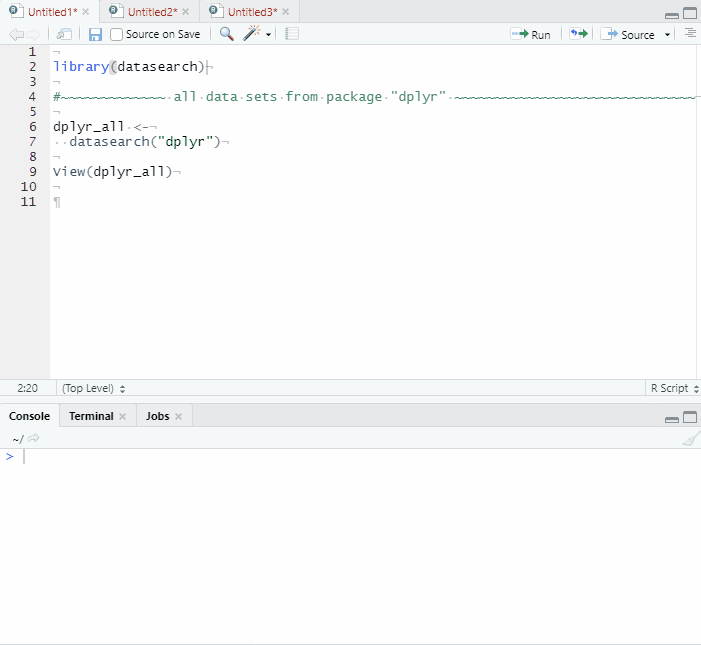 Untitled1* × Untitled2* × Untitled3* ×
Source on Save Run Source
1 ¬
2 library(datasearch)¬
3 ¬
4 #~~~~~~~~~~~~~·all·data·sets·from·package·"dplyr"·~~~~~~~~~~~~~~~~~~~~~~~~~~~~~~
5 ¬
6 dplyr_all·<-¬
7 ··datasearch("dplyr")¬
8 ¬
9 View(dplyr_all)¬
10 ¬
11 ¶
2:20 (Top Level) R Script
Console Terminal × Jobs ×
~/
>